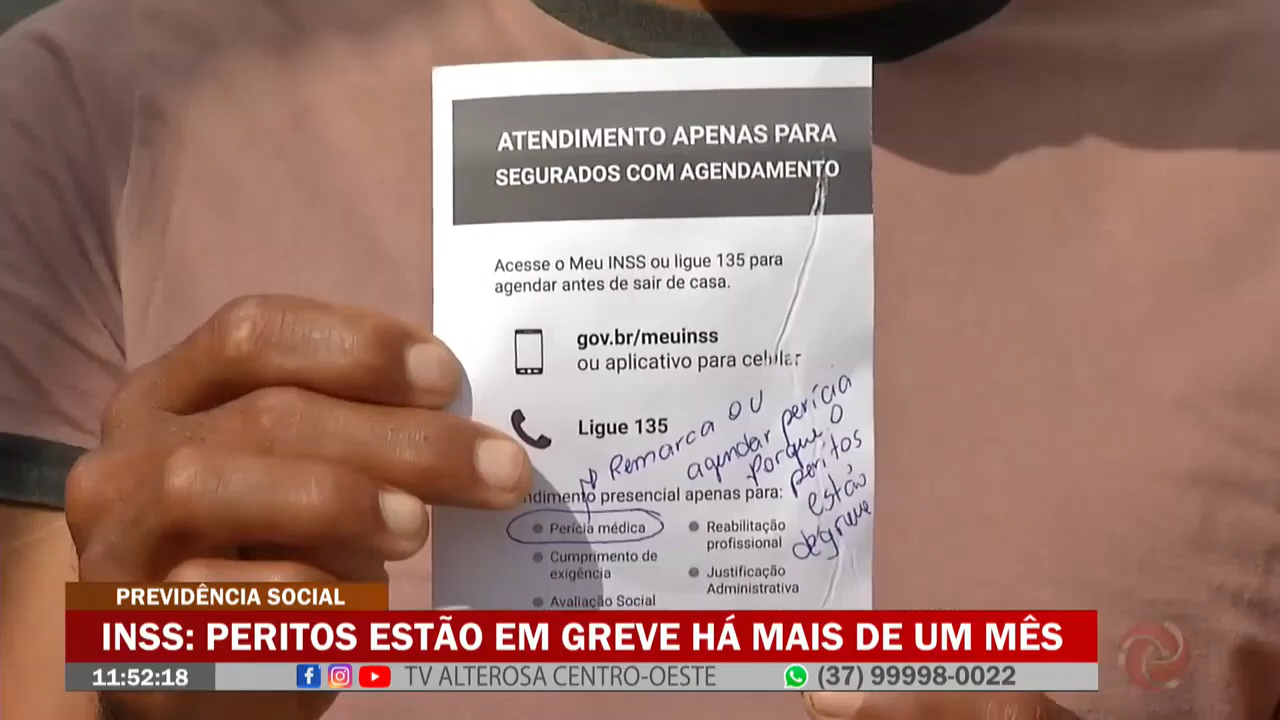 ATENDIMENTO APENAS PARA
SEGURADOS COM AGENDAMENTO
Acesse o Meu INSS ou ligue 135 para
agendar antes de sair de casa.
gov.br/meuinss
ou aplicativo para celular
Ligue 135
Remarca ou
agendar perícia
porque o
peritos
estão
de greve
ndimento presencial apenas para:
Perícia médica
Cumprimento de
exigência
Avaliação Social
Reabilitação
profissional
Justificação
Administrativa
PREVIDÊNCIA SOCIAL
INSS: PERITOS ESTÃO EM GREVE HÁ MAIS DE UM MÊS
11:52:18 TV ALTEROSA CENTRO-OESTE (37) 99998-0022